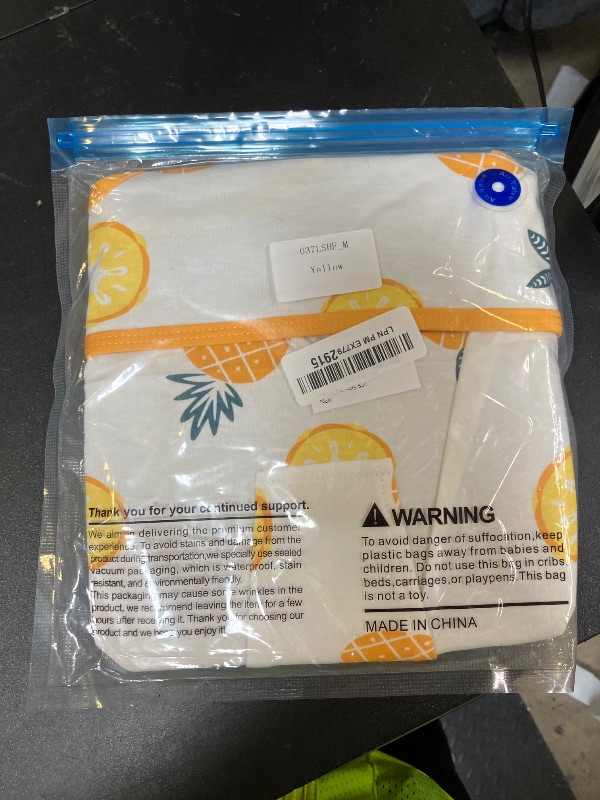 Air Valve
037LSHF_M
Yellow
LPN PM EX779
2915
Thank you for your continued support.
We aim at delivering the premium customer
experience. To avoid stains and damage from the
product during transportation,we specially use sealed
vacuum packaging, which is waterproof, stain
resistant, and environmentally friendly.
This packaging may cause some wrinkles in the
product, we recommend leaving the item for a few
hours after receiving it. Thank you for choosing our
product and we hope you enjoy it!
WARNING
To avoid danger of suffocation,keep
plastic bags away from babies and
children. Do not use this bag in cribs,
beds,carriages,or playpens.This bag
is not a toy.
MADE IN CHINA